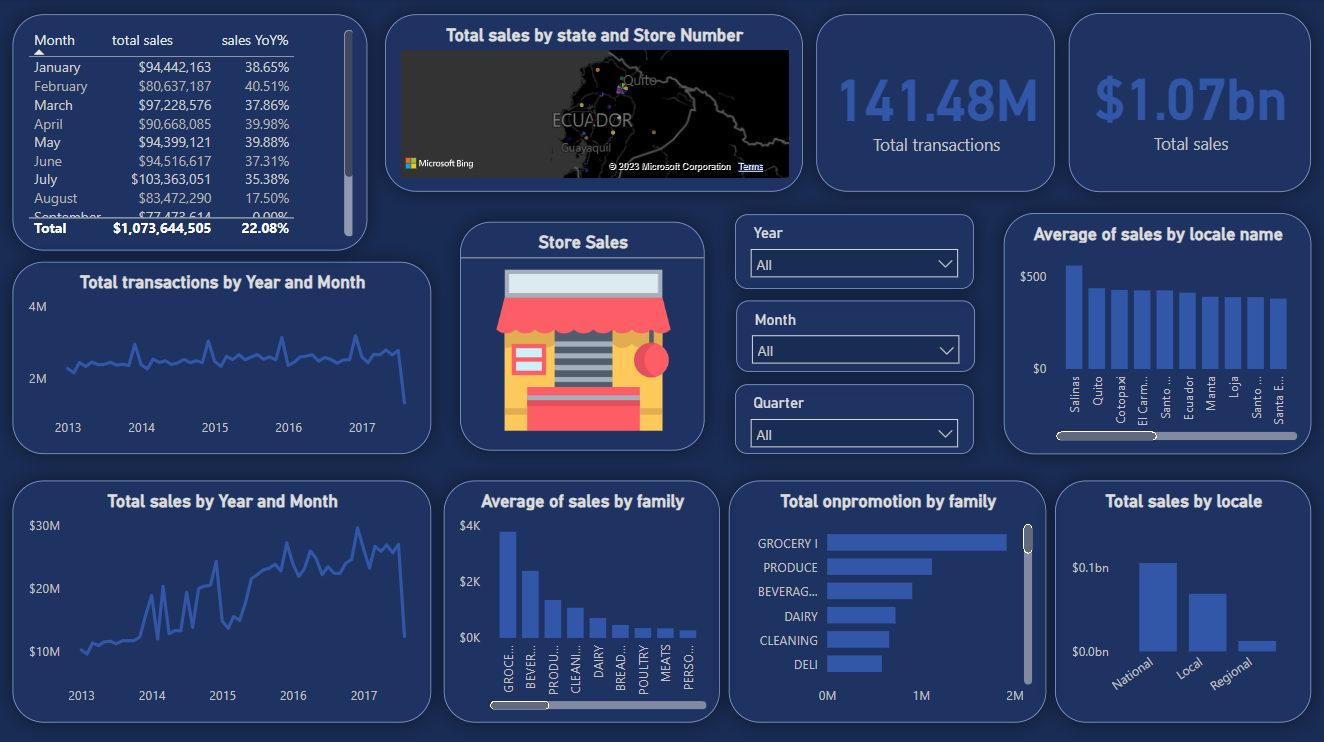 Month total sales sales YoY%
January $94,442,163 38.65%
February $80,637,187 40.51%
March $97,228,576 37.86%
April $90,668,085 39.98%
May $94,399,121 39.88%
June $94,516,617 37.31%
July $103,363,051 35.38%
August $83,472,290 17.50%
September $77,473,614 0.00%
Total $1,073,644,505 22.08%
Total sales by state and Store Number
Quito
ECUADOR
Guayaquil
Microsoft Bing
© 2023 Microsoft Corporation Terms
141.48M
Total transactions
$1.07bn
Total sales
Total transactions by Year and Month
4M
2M
2013 2014 2015 2016 2017
Store Sales
Year
All
Month
All
Quarter
All
Average of sales by locale name
$500
$0
Salinas
Quito
Cotopaxi
El Carm...
Santo ...
Ecuador
Manta
Loja
Santo ...
Santa E...
Total sales by Year and Month
$30M
$20M
$10M
2013 2014 2015 2016 2017
Average of sales by family
$4K
$2K
$0K
GROCE...
BEVER...
PRODU...
CLEANI...
DAIRY
BREAD...
POULTRY
MEATS
PERSO...
Total onpromotion by family
GROCERY I
PRODUCE
BEVERAG...
DAIRY
CLEANING
DELI
0M 1M 2M
Total sales by locale
$0.1bn
$0.0bn
National
Local
Regional